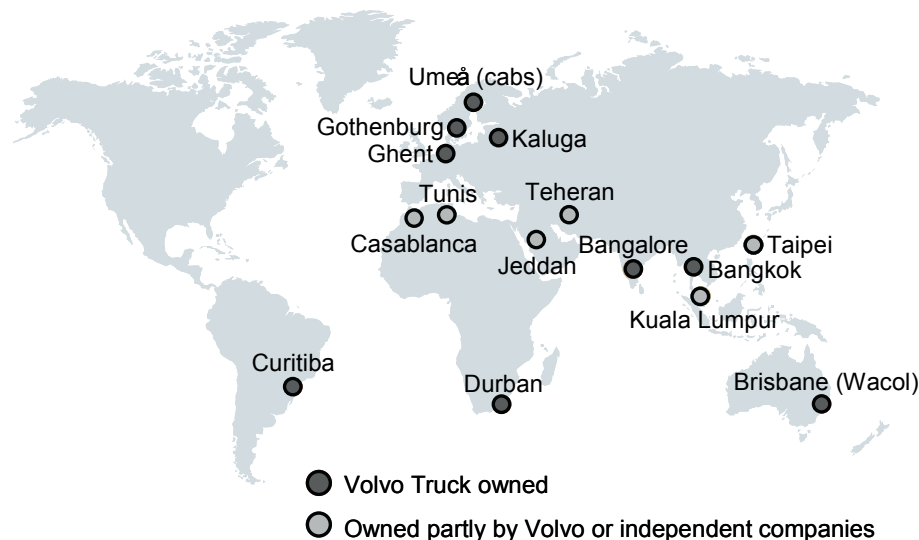 Umeå (cabs)
Gothenburg
Kaluga
Ghent
Tunis
Teheran
Casablanca
Jeddah
Bangalore
Taipei
Bangkok
Kuala Lumpur
Curitiba
Durban
Brisbane (Wacol)
Volvo Truck owned
Owned partly by Volvo or independent companies